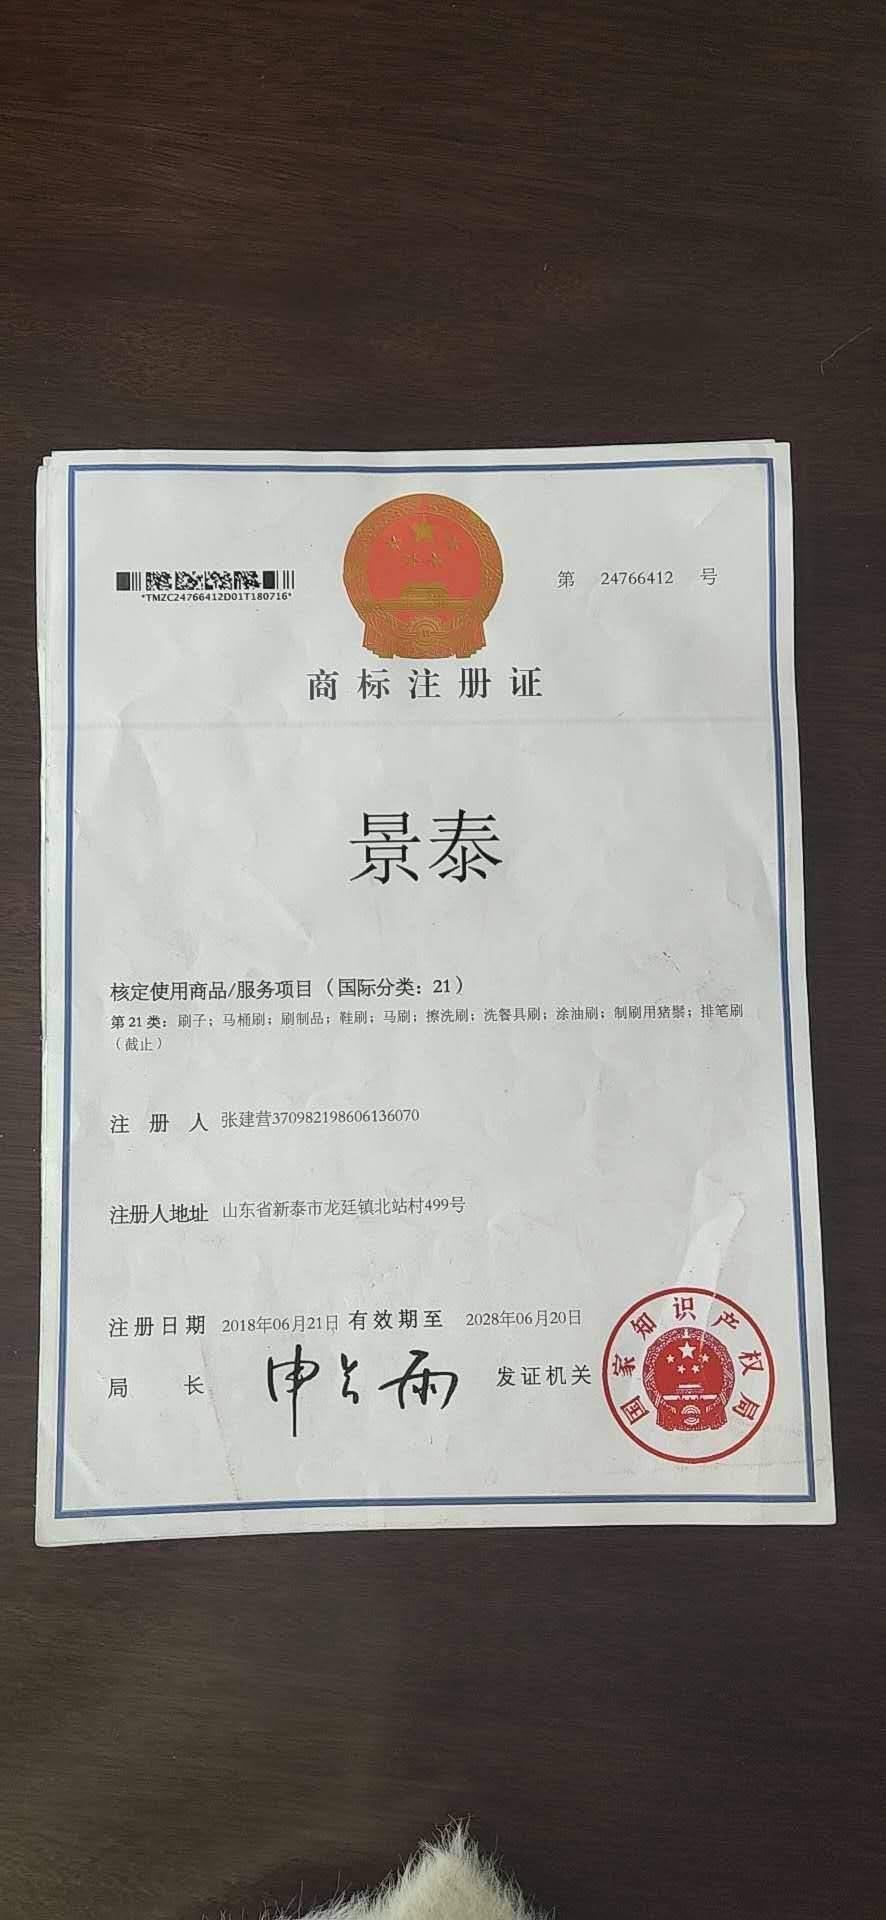 *TMZC24766412D01T180716*
第 24766412 号
商标注册证
景泰
核定使用商品/服务项目（国际分类：21）
第21类：刷子；马桶刷；刷制品；鞋刷；马刷；擦洗刷；洗餐具刷；涂油刷；制刷用猪鬃；排笔刷
（截止）
注册人 张建营370982198606136070
注册人地址 山东省新泰市龙廷镇北站村499号
注册日期 2018年06月21日 有效期至 2028年06月20日
局长 申长雨 发证机关
国家知识产权局